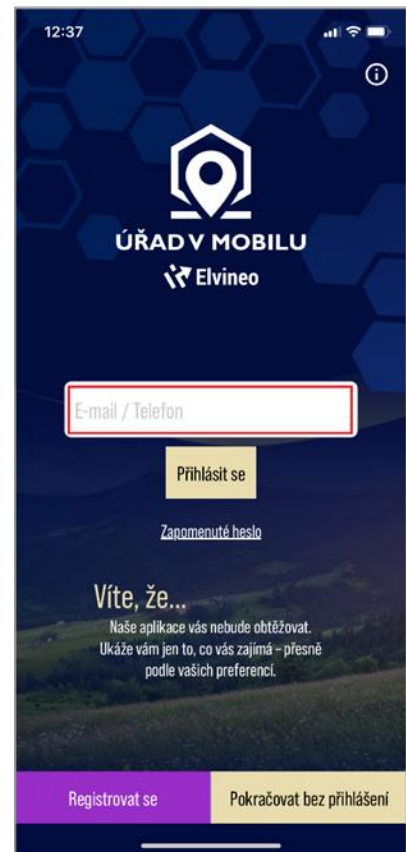 12:37
ÚŘAD V MOBILU
Elvineo
E-mail / Telefon
Přihlásit se
Zapomenuté heslo
Víte, že...
Naše aplikace vás nebude obtěžovat.
Ukáže vám jen to, co vás zajímá – přesně
podle vašich preferencí.
Registrovat se
Pokračovat bez přihlášení